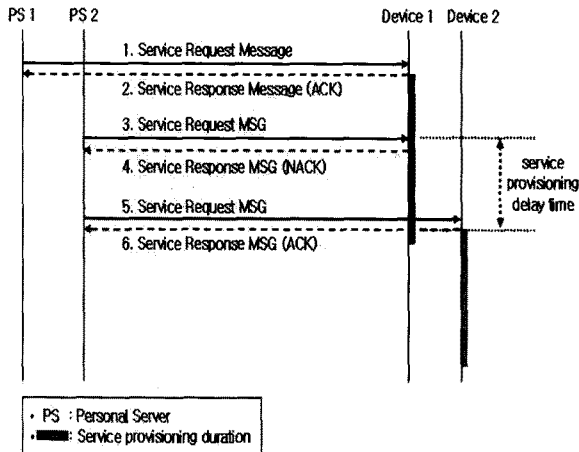 PS 1 PS 2 Device 1 Device 2
1. Service Request Message
2. Service Response Message (ACK)
3. Service Request MSG
4. Service Response MSG (NACK)
service
provisioning
delay time
5. Service Request MSG
6. Service Response MSG (ACK)
• PS : Personal Server
• : Service provisioning duration